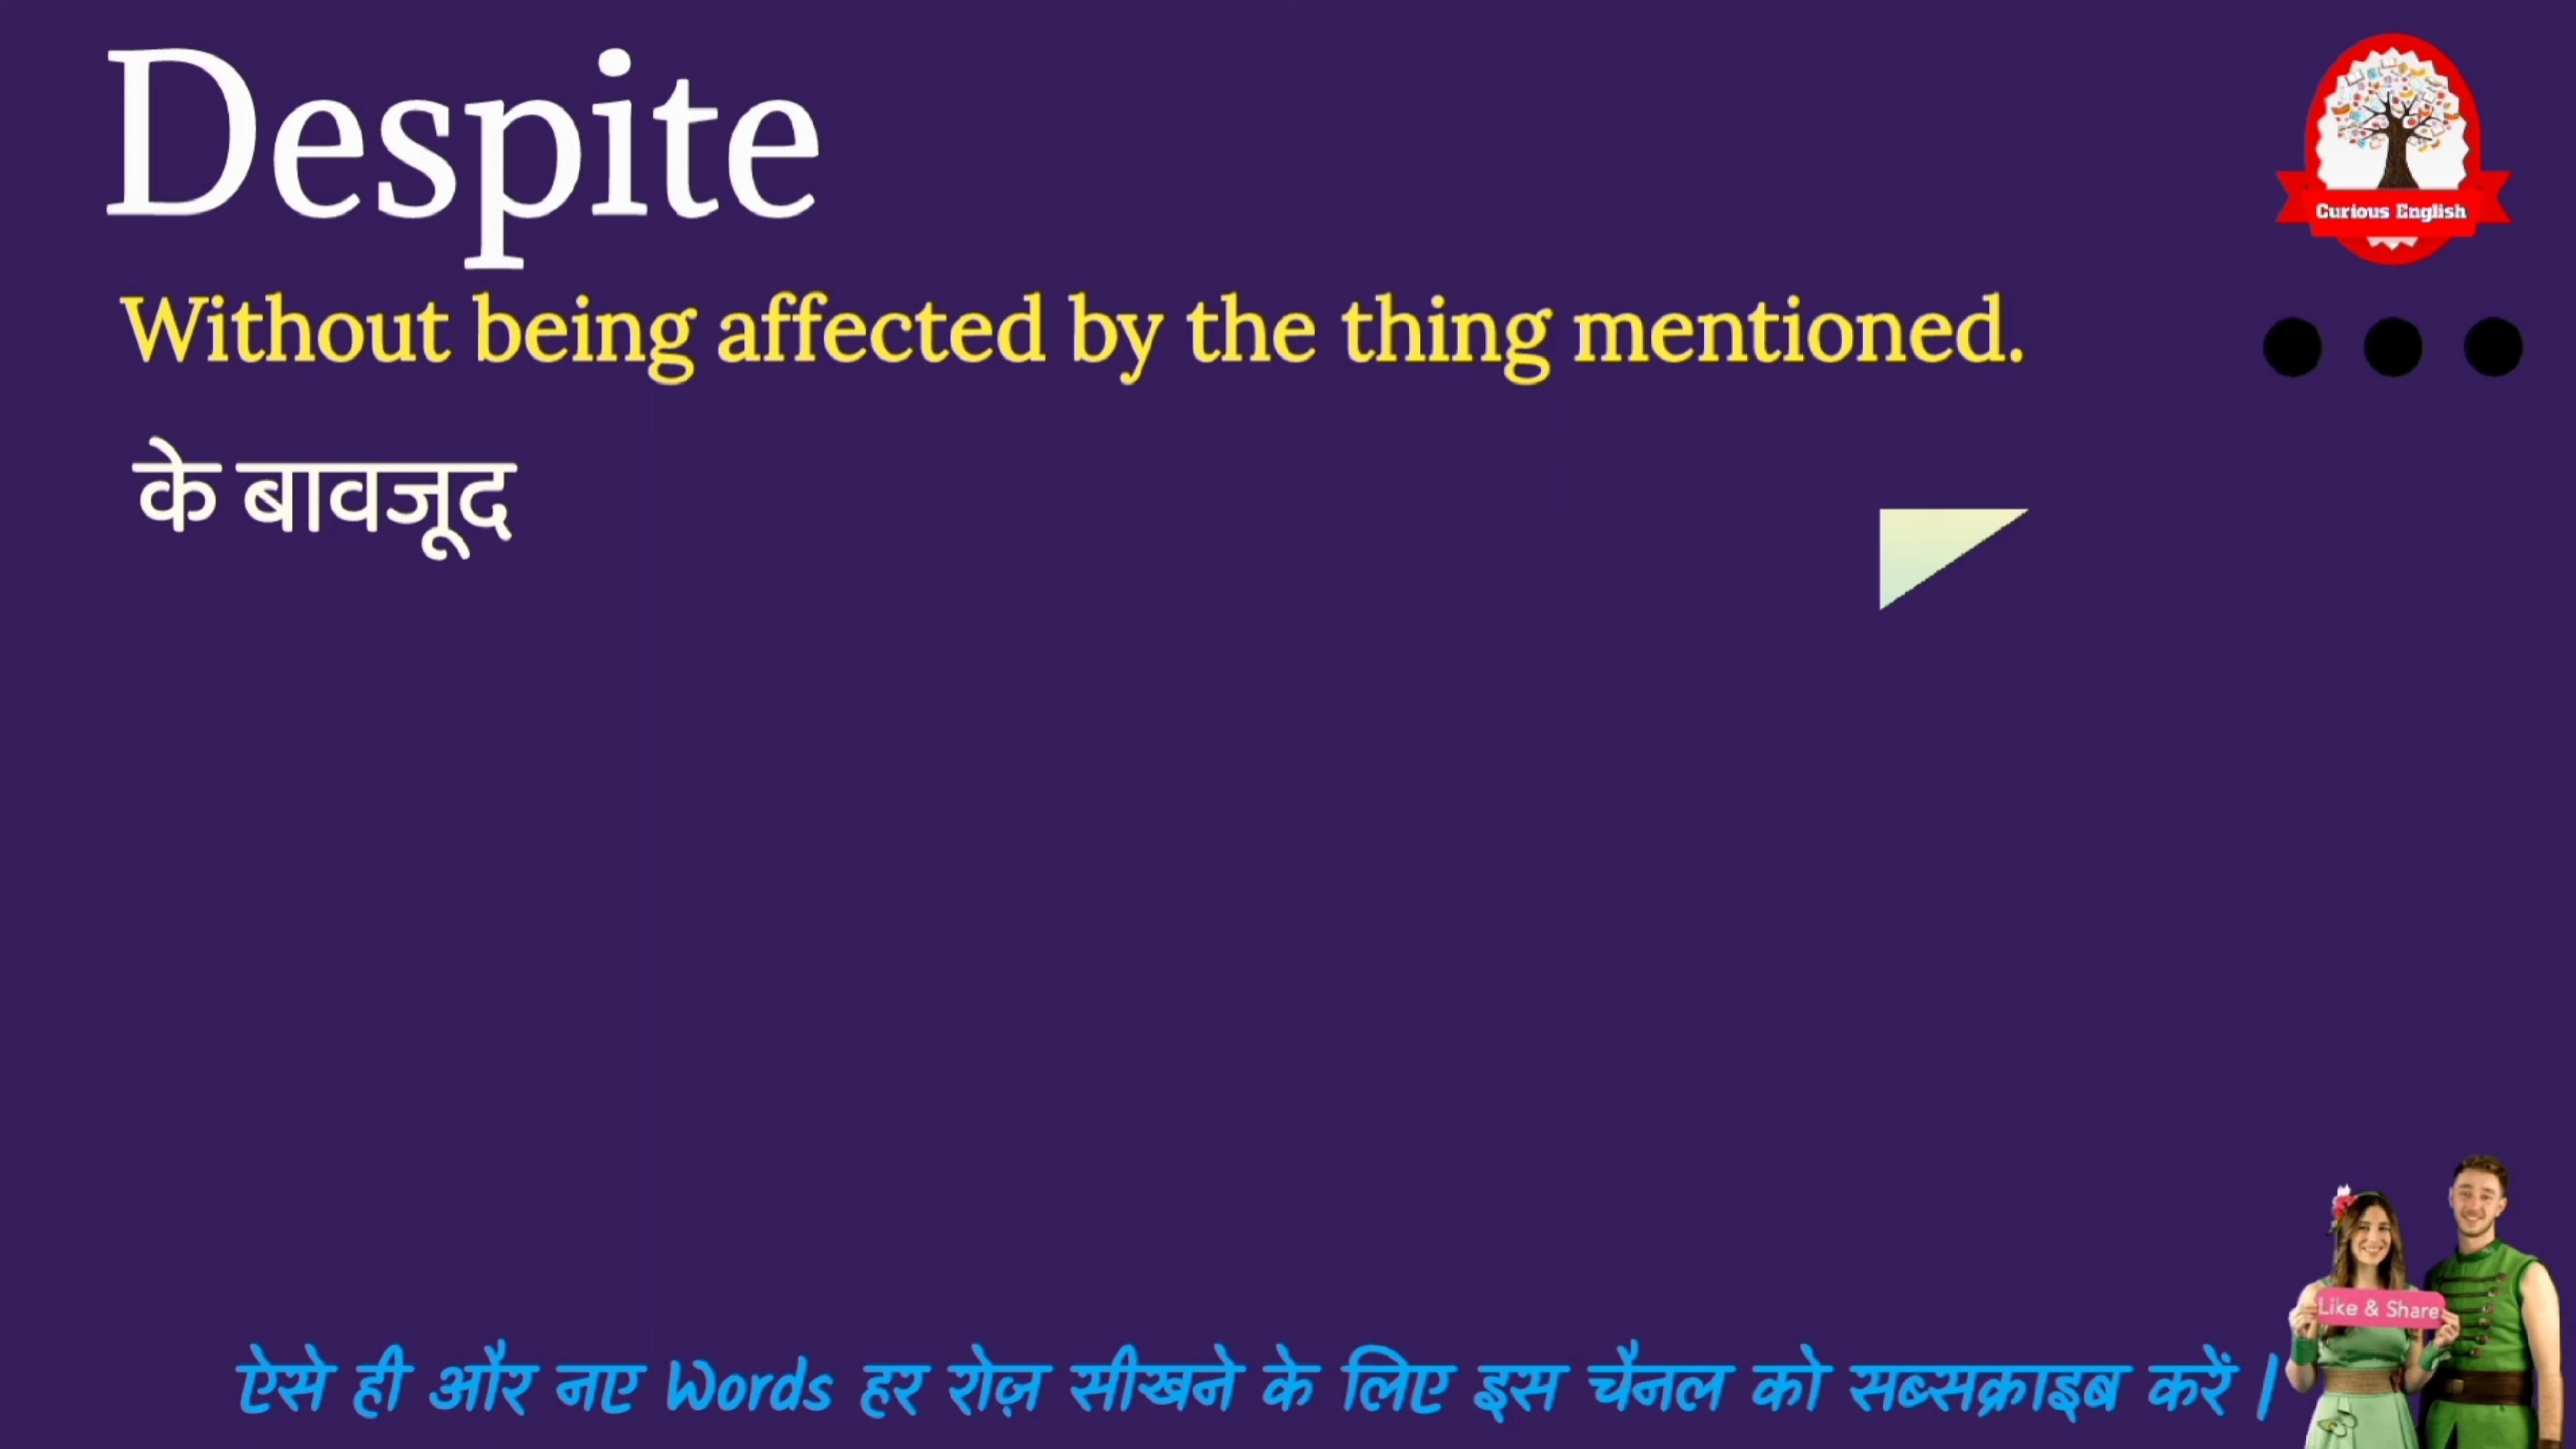 Despite
Curious English
Without being affected by the thing mentioned.
के बावजूद
Like & Share
ऐसे ही और नए Words हर रोज़ सीखने के लिए इस चैनल को सब्सक्राइब करें |